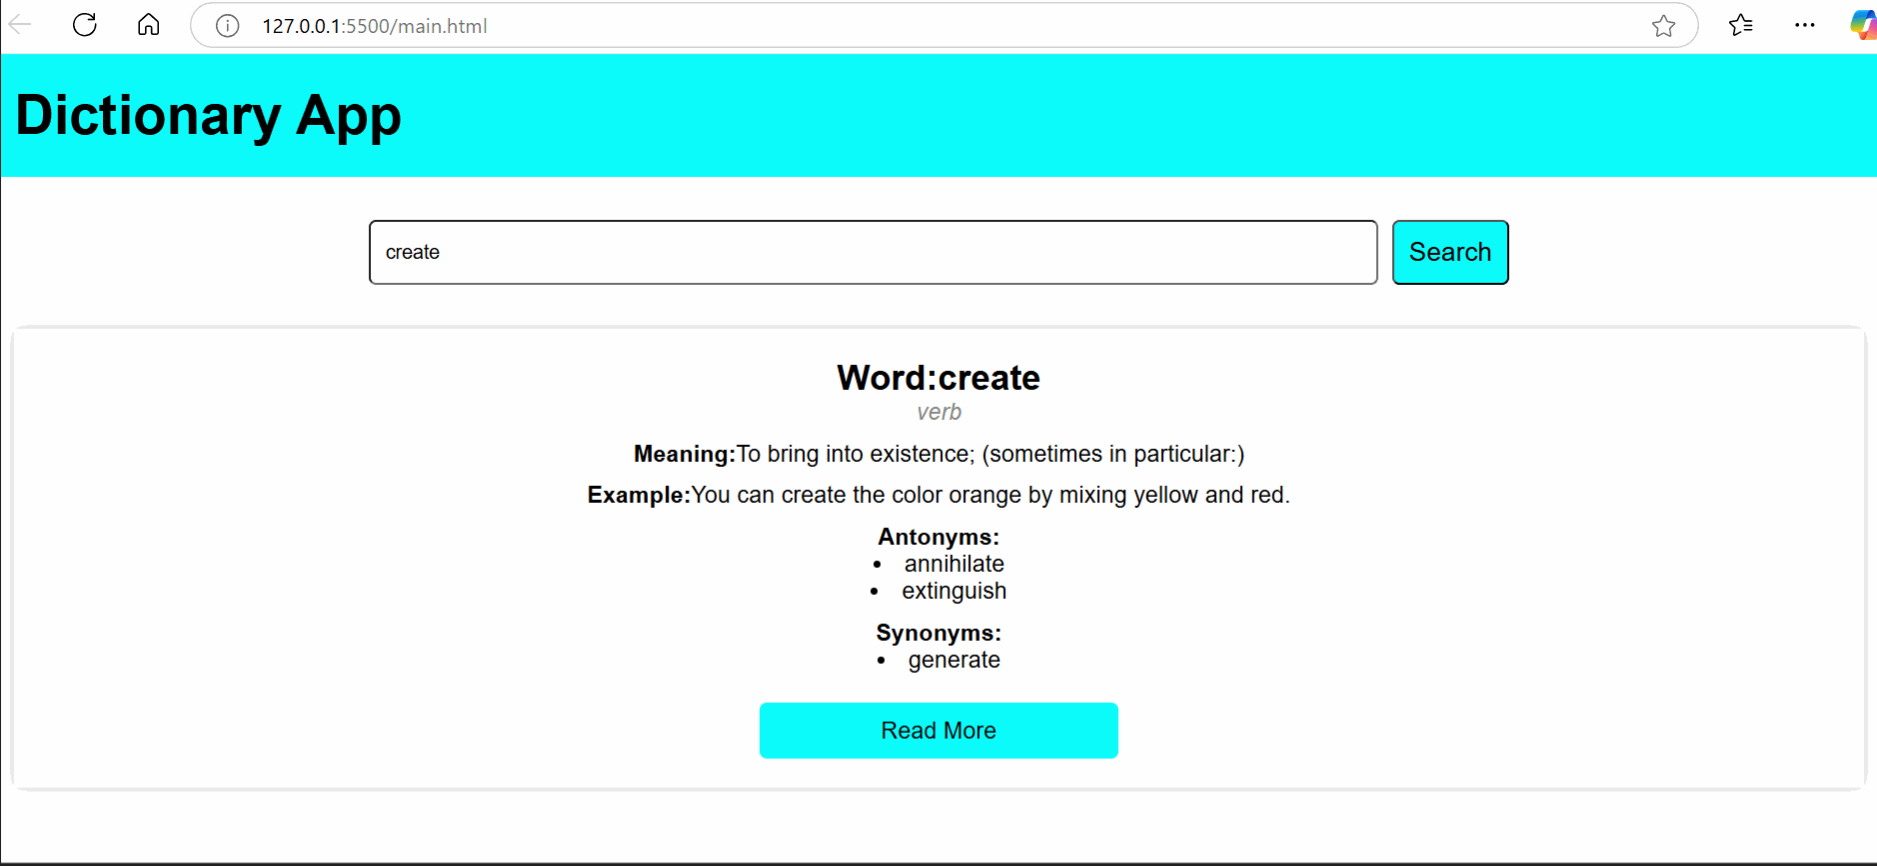 127.0.0.1:5500/main.html
Dictionary App
create
Search
Word:create
verb
Meaning:To bring into existence; (sometimes in particular:)
Example:You can create the color orange by mixing yellow and red.
Antonyms:
• annihilate
• extinguish
Synonyms:
• generate
Read More